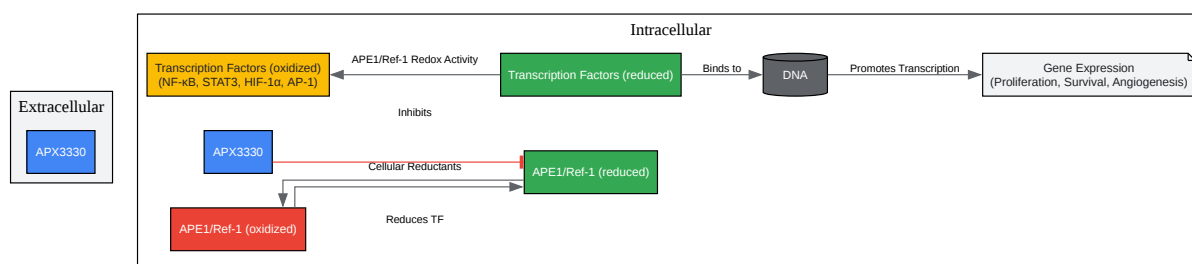 Intracellular
Transcription Factors (oxidized)
(NF-κB, STAT3, HIF-1α, AP-1)
APE1/Ref-1 Redox Activity
Transcription Factors (reduced)
Binds to
DNA
Promotes Transcription
Gene Expression
(Proliferation, Survival, Angiogenesis)
Extracellular
APX3330
Inhibits
APX3330
Cellular Reductants
APE1/Ref-1 (reduced)
Reduces TF
APE1/Ref-1 (oxidized)